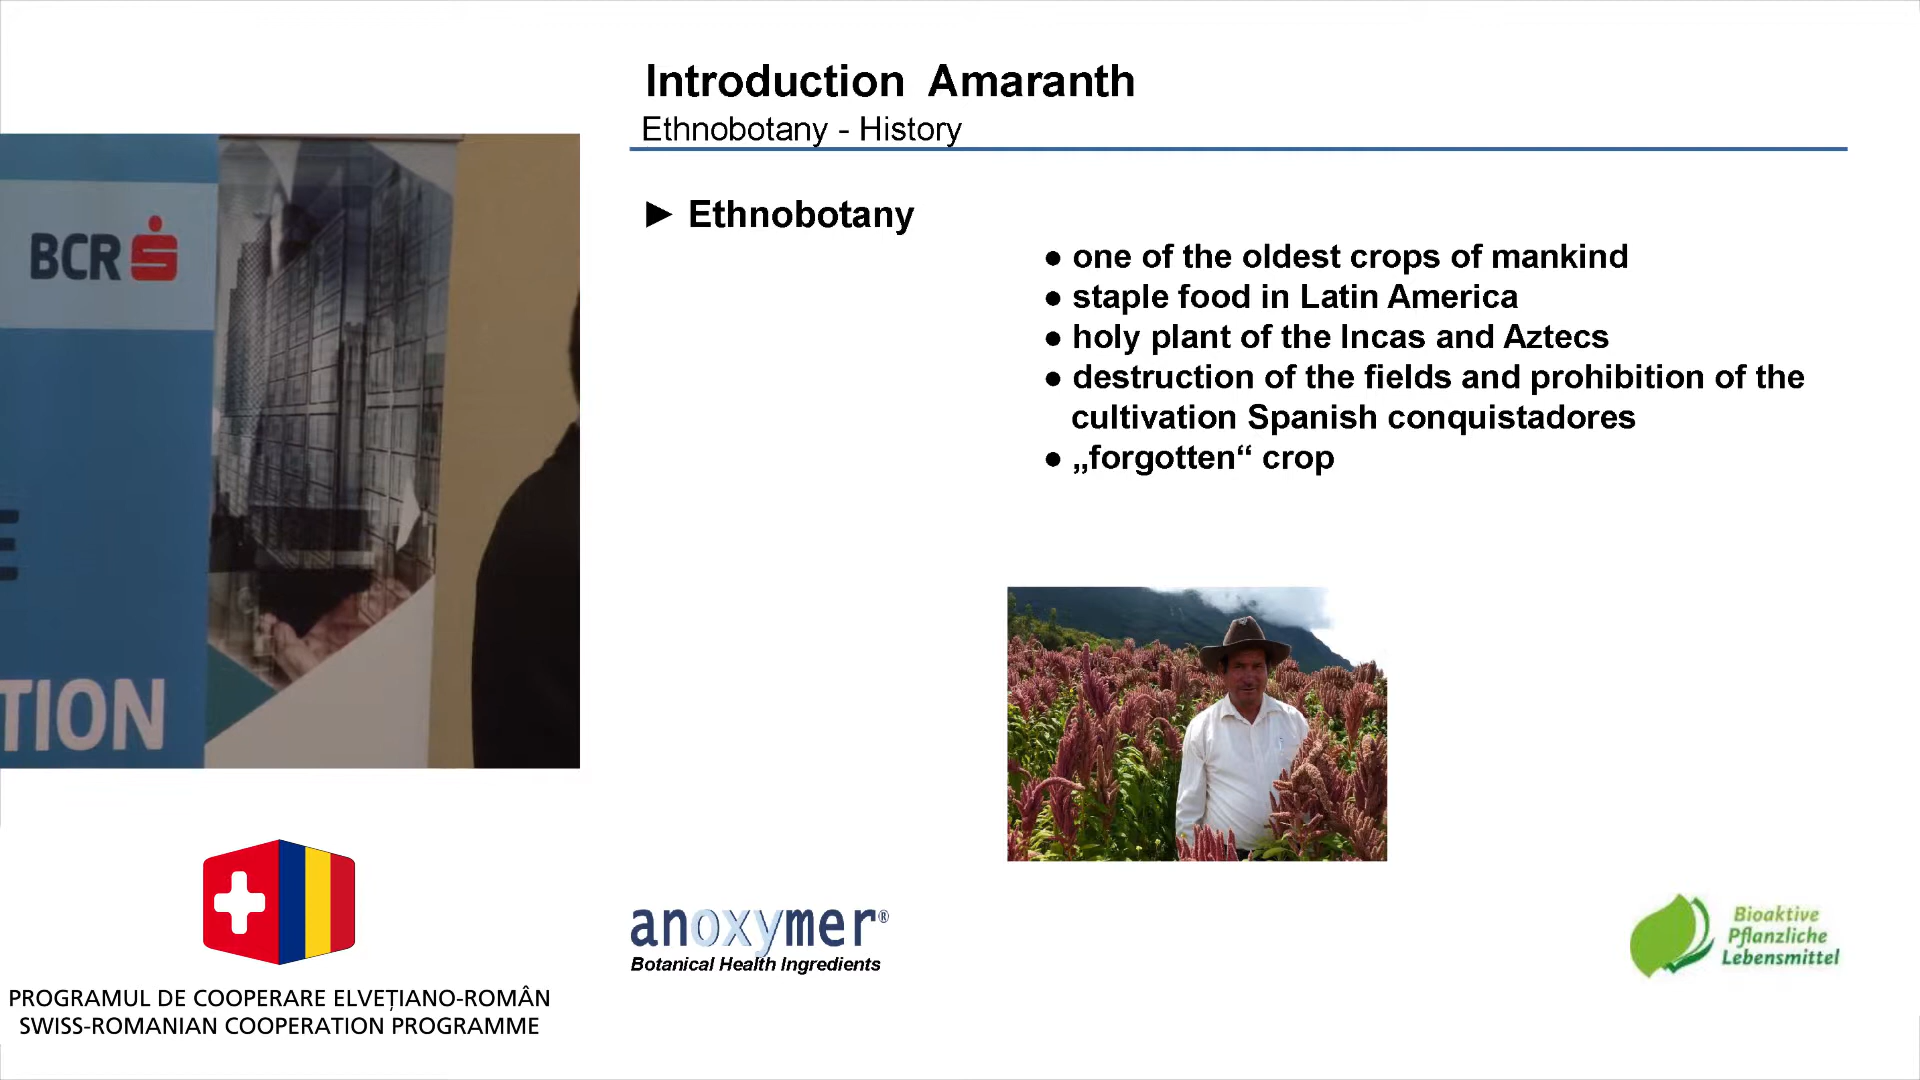 Introduction Amaranth
Ethnobotany - History
► Ethnobotany
● one of the oldest crops of mankind
● staple food in Latin America
● holy plant of the Incas and Aztecs
● destruction of the fields and prohibition of the
cultivation Spanish conquistadores
● „forgotten“ crop
BCR
E
TION
anoxymer®
Botanical Health Ingredients
Bioaktive
Pflanzliche
Lebensmittel
PROGRAMUL DE COOPERARE ELVEȚIANO-ROMÂN
SWISS-ROMANIAN COOPERATION PROGRAMME